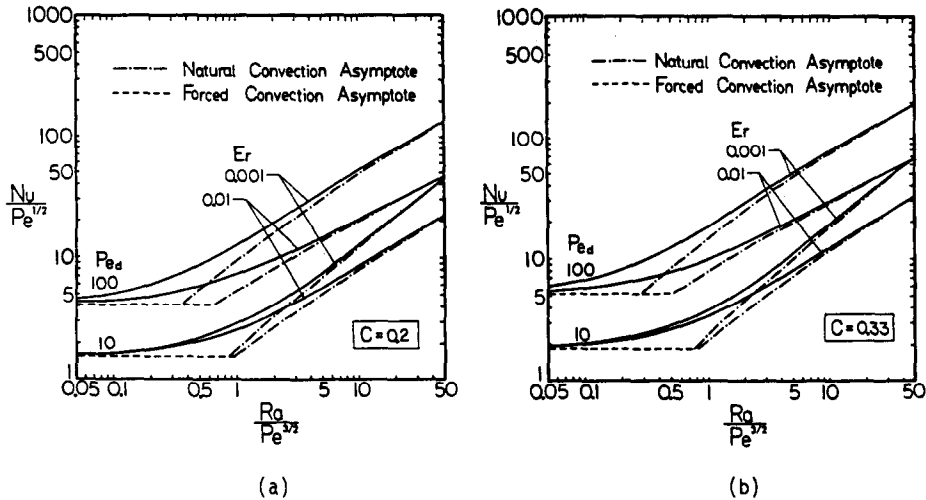 1000
500
100
50
10
5
1
Nu
Pe^1/2
Natural Convection Asymptote
Forced Convection Asymptote
Er
0.001
0.01
Pe_d
100
10
C=0.2
0.05 0.1 0.5 1 5 10 50
Ra
Pe^3/2
(a)
1000
500
100
50
10
5
1
Nu
Pe^1/2
Natural Convection Asymptote
Forced Convection Asymptote
Er
0.001
0.01
Pe_d
100
10
C=0.33
0.05 0.1 0.5 1 5 10 50
Ra
Pe^3/2
(b)